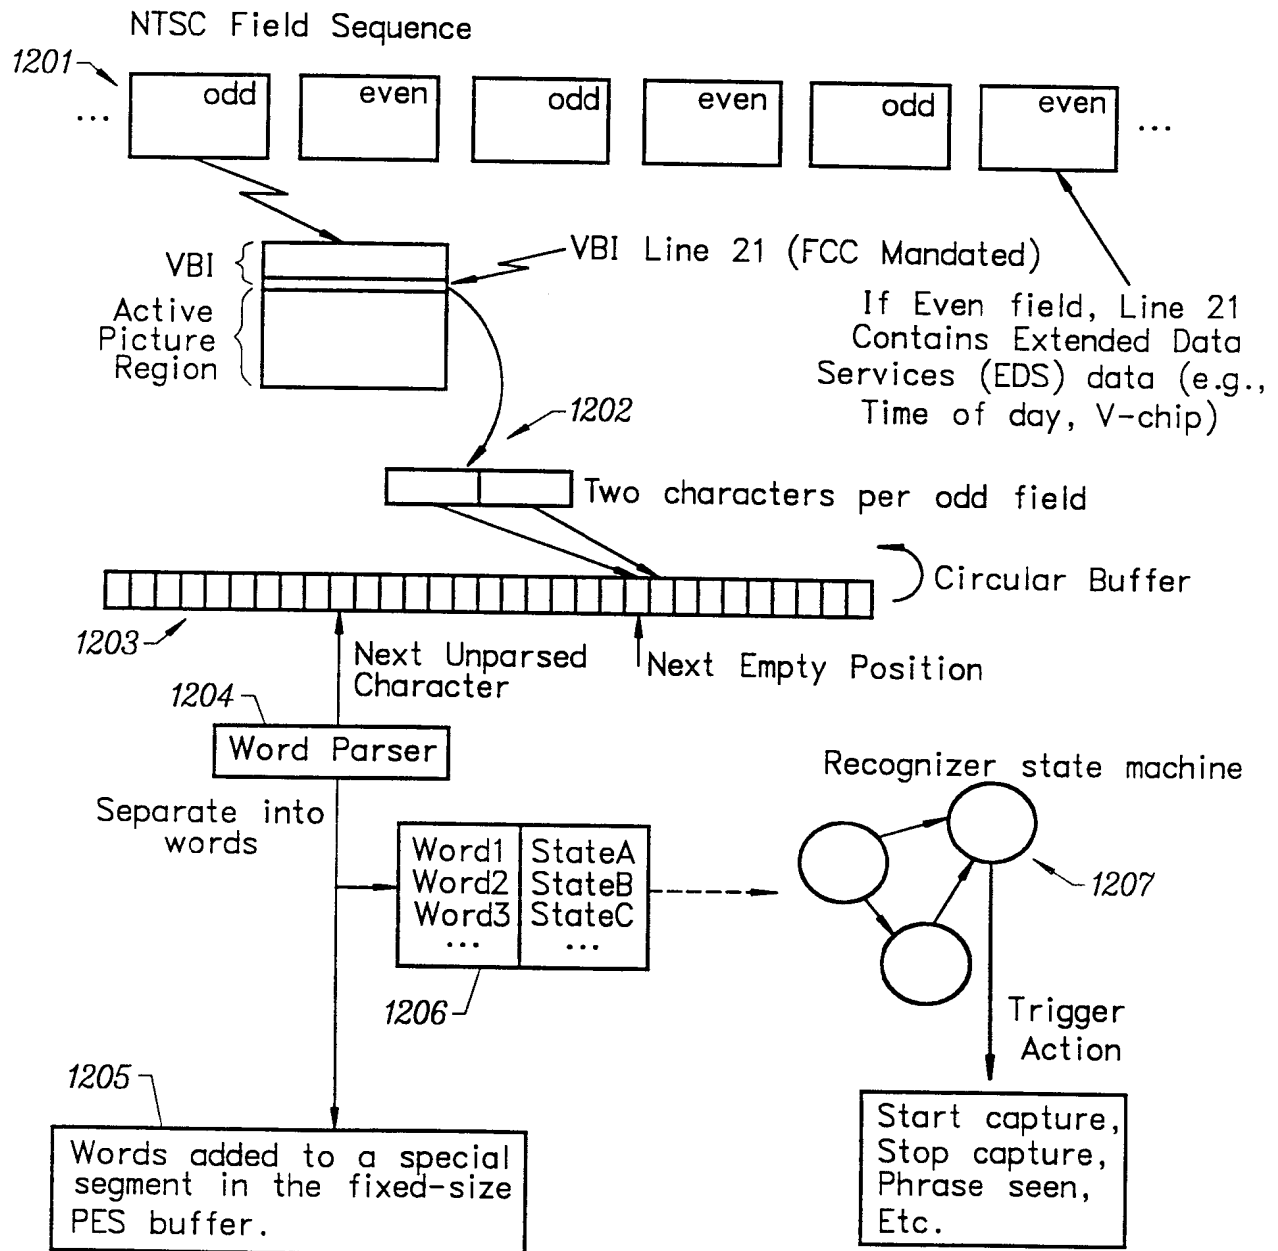 NTSC Field Sequence
1201
... odd even odd even odd even ...
VBI
VBI Line 21 (FCC Mandated)
Active
Picture
Region
If Even field, Line 21
Contains Extended Data
Services (EDS) data (e.g.,
Time of day, V-chip)
1202
Two characters per odd field
Circular Buffer
1203
Next Unparsed
Character
Next Empty Position
1204
Word Parser
Separate into
words
Word1 StateA
Word2 StateB
Word3 StateC
... ...
1206
Recognizer state machine
1207
Trigger
Action
1205
Words added to a special
segment in the fixed-size
PES buffer.
Start capture,
Stop capture,
Phrase seen,
Etc.